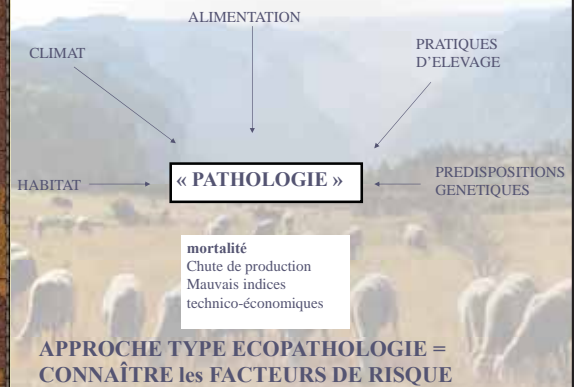 ALIMENTATION
CLIMAT
PRATIQUES
D'ELEVAGE
HABITAT
« PATHOLOGIE »
PREDISPOSITIONS
GENETIQUES
mortalité
Chute de production
Mauvais indices
technico-économiques
APPROCHE TYPE ECOPATHOLOGIE =
CONNAÎTRE les FACTEURS DE RISQUE